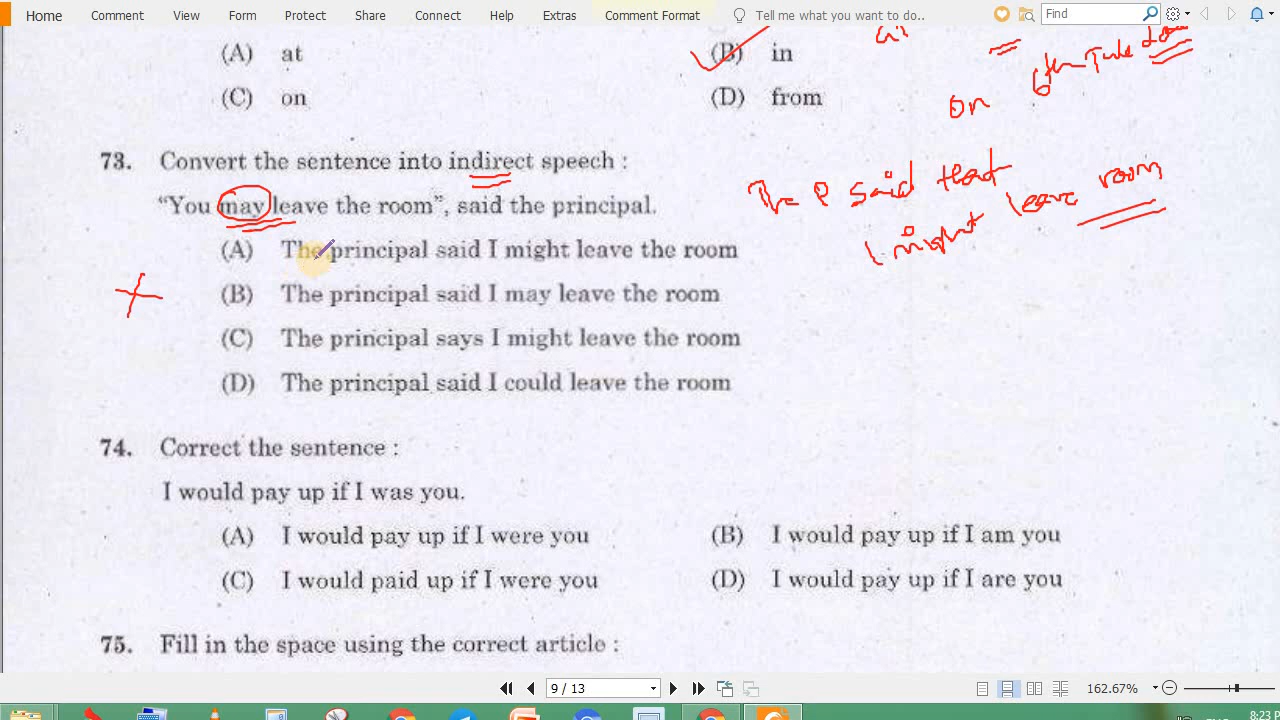 Home Comment View Form Protect Share Connect Help Extras Comment Format Tell me what you want to do.. Find
(A) at (B) in
(C) on (D) from
on 6th
73. Convert the sentence into indirect speech :
“You may leave the room”, said the principal.
The P said that
I might leave room
(A) The principal said I might leave the room
(B) The principal said I may leave the room
(C) The principal says I might leave the room
(D) The principal said I could leave the room
74. Correct the sentence :
I would pay up if I was you.
(A) I would pay up if I were you (B) I would pay up if I am you
(C) I would paid up if I were you (D) I would pay up if I are you
75. Fill in the space using the correct article :
9 / 13 162.67%
8:23 P